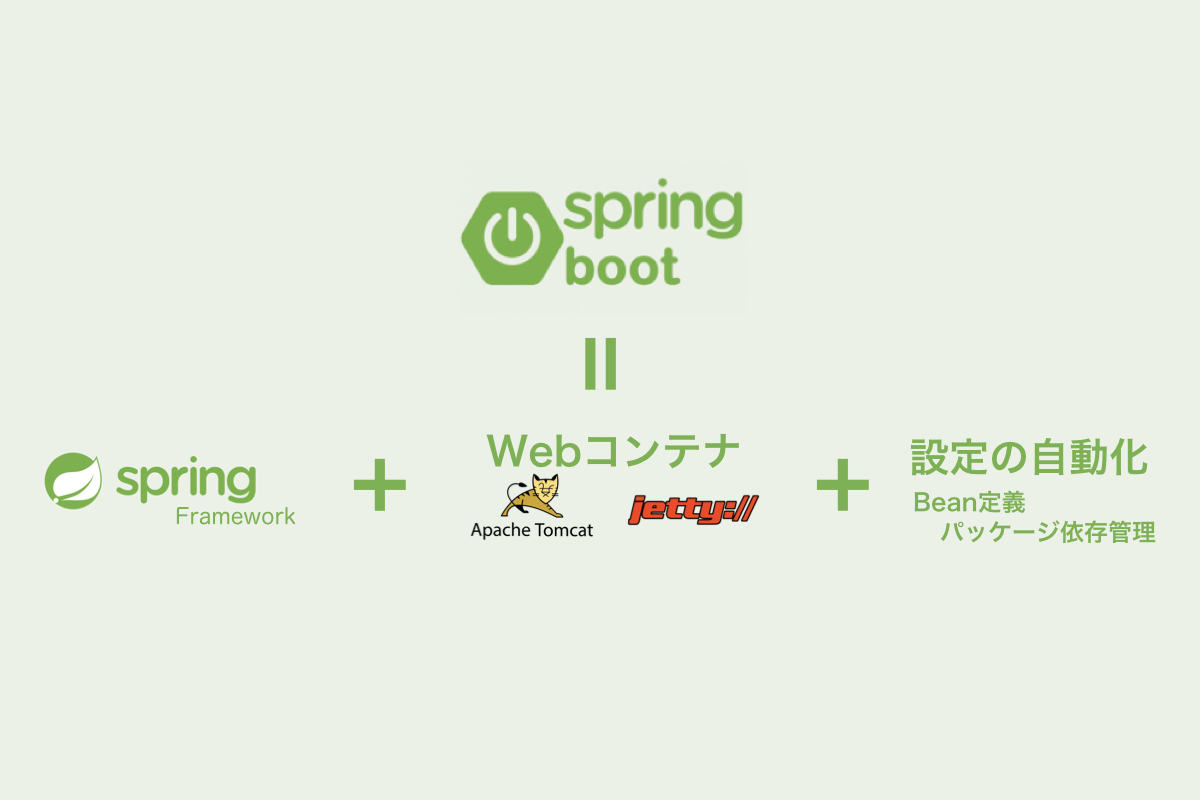 spring
boot
=
spring
Framework
+
Webコンテナ
Apache Tomcat
jetty://
+
設定の自動化
Bean定義
パッケージ依存管理